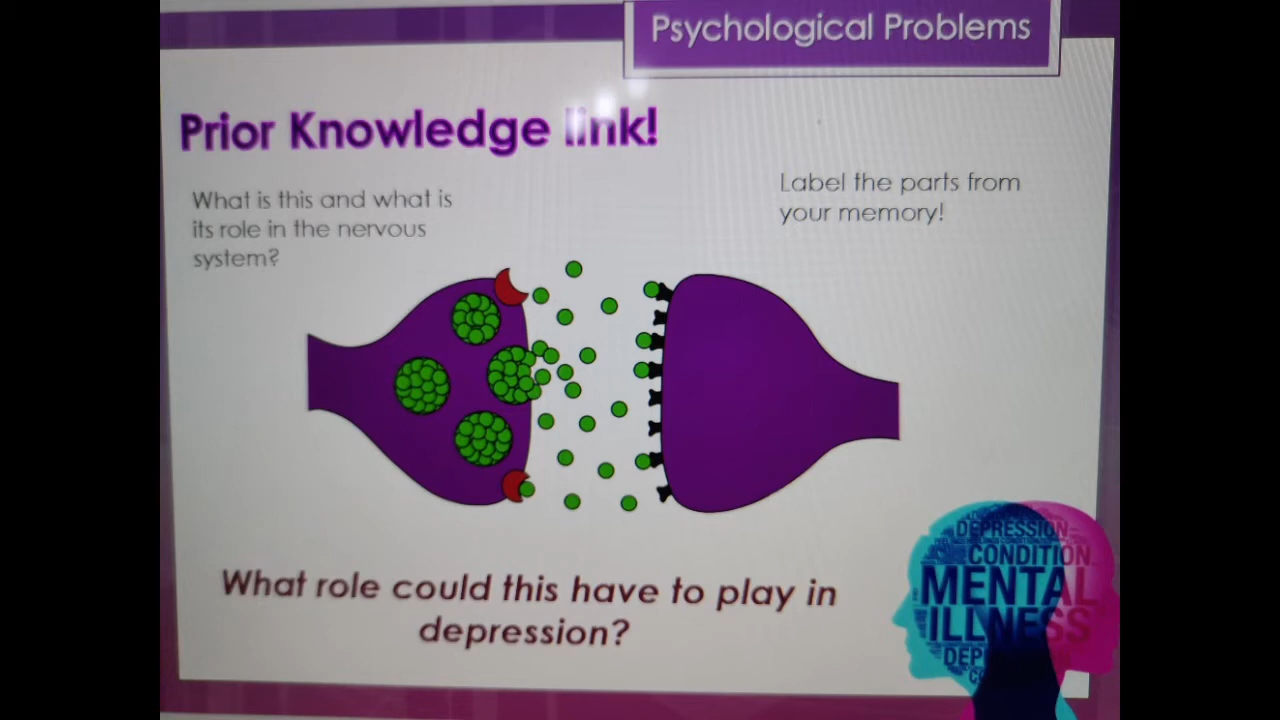 Psychological Problems
Prior Knowledge link!
What is this and what is
its role in the nervous
system?
Label the parts from
your memory!
What role could this have to play in
depression?
DEPRESSION
CONDITION
MENTAL
ILLNESS
DEP